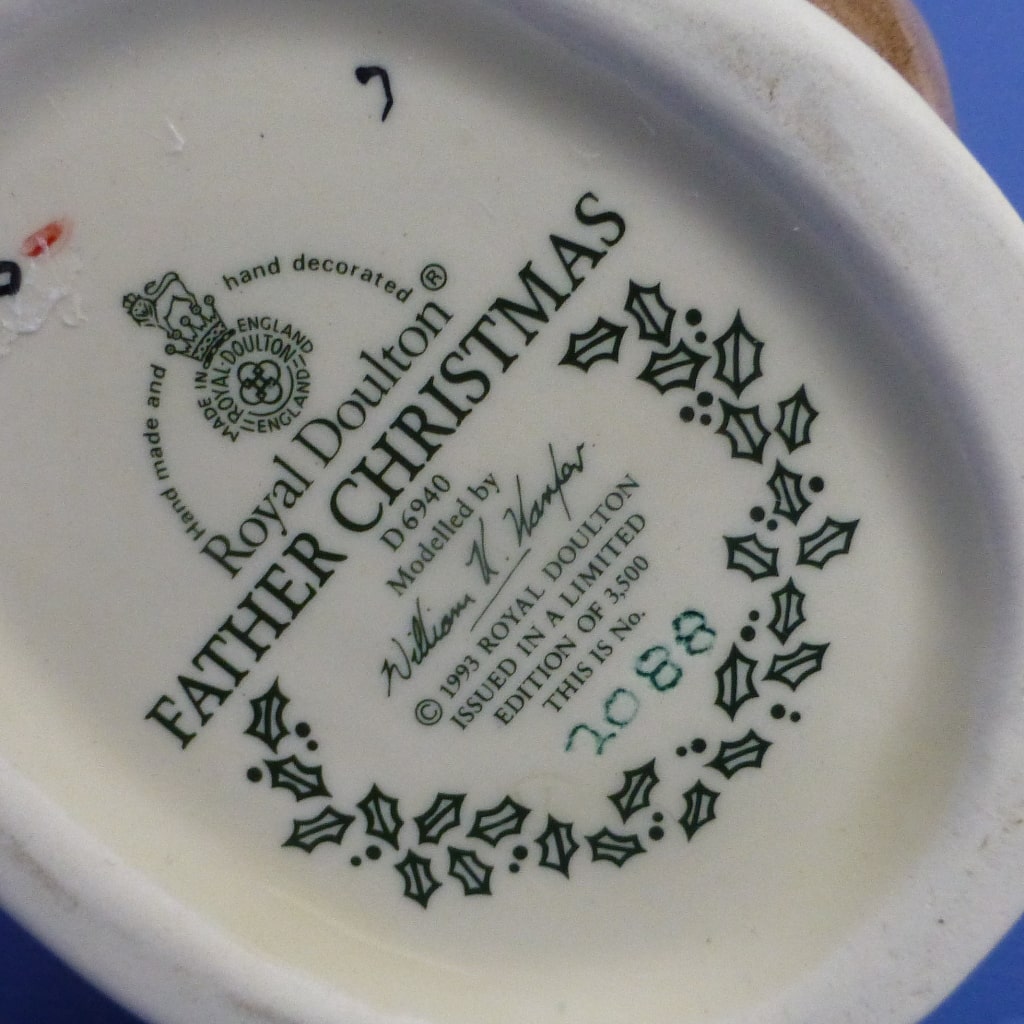 Hand made and hand decorated
MADE IN ENGLAND
ROYAL-DOULTON
ENGLAND
Royal Doulton ®
FATHER CHRISTMAS
D6940
Modelled by
William K. Harper
© 1993 ROYAL DOULTON
ISSUED IN A LIMITED
EDITION OF 3,500
THIS IS No.
2088